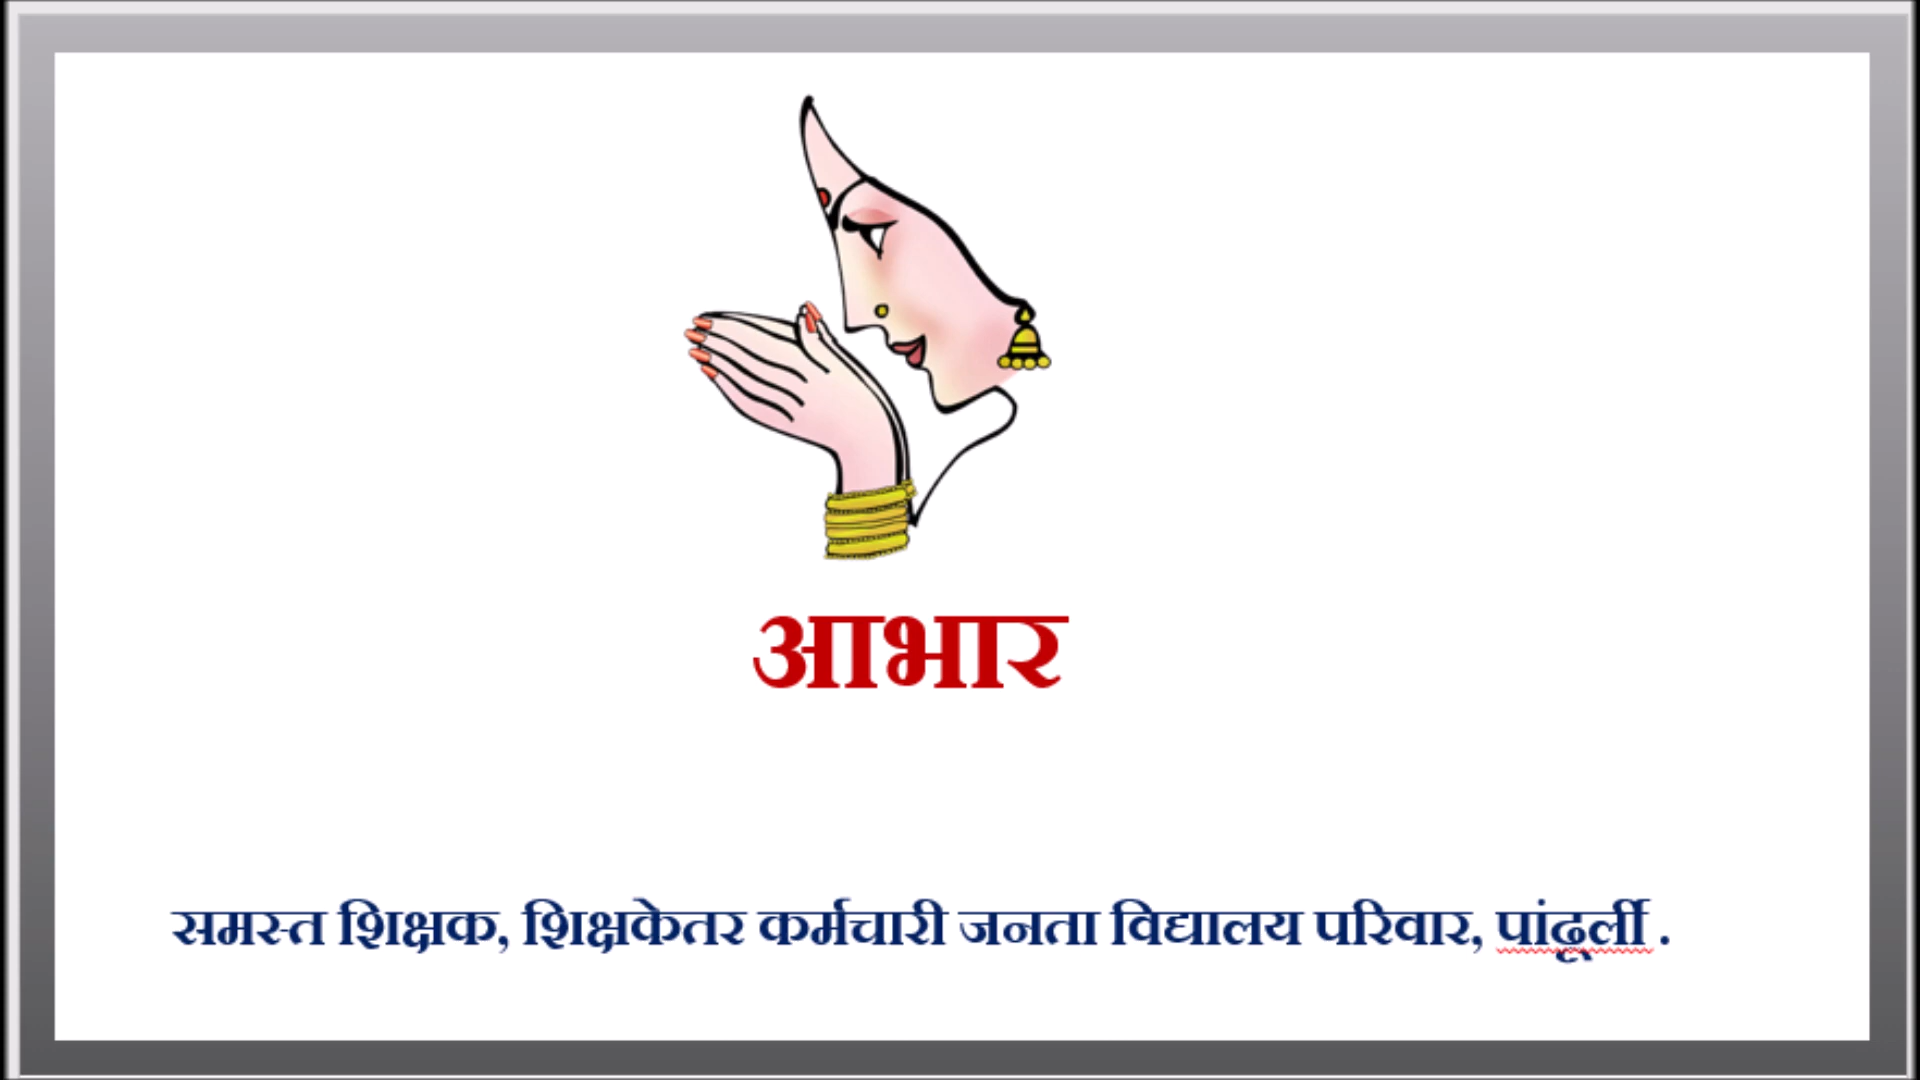 आभार
समस्त शिक्षक, शिक्षकेतर कर्मचारी जनता विद्यालय परिवार, पांढूर्ली .